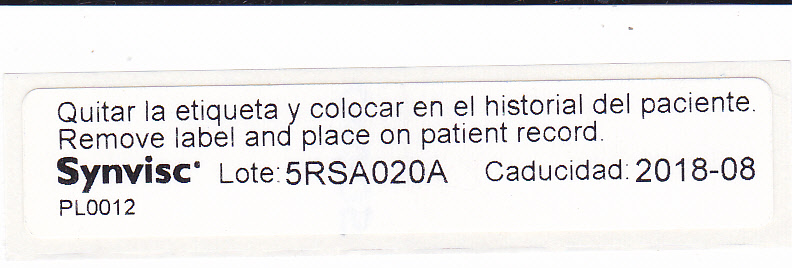 Quitar la etiqueta y colocar en el historial del paciente.
Remove label and place on patient record.
Synvisc® Lote: 5RSA020A Caducidad: 2018-08
PL0012